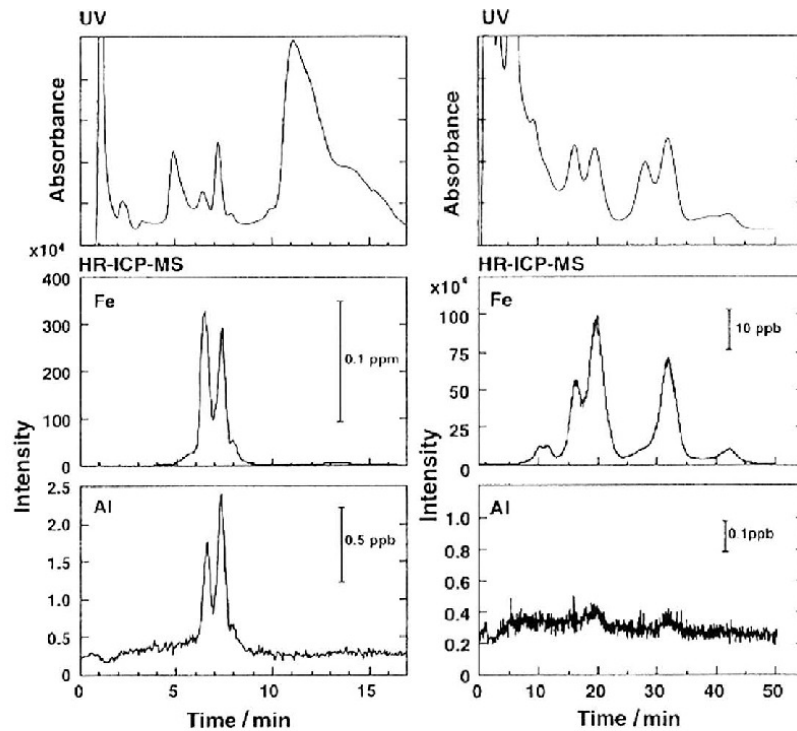 UV
Absorbance
x10⁴
HR-ICP-MS
Fe
400
300
200
100
0
0.1 ppm
Intensity
Al
2.5
2.0
1.5
1.0
0.5
0
0.5 ppb
0 5 10 15
Time / min
UV
Absorbance
HR-ICP-MS
x10⁴
Fe
100
75
50
25
0
10 ppb
Intensity
Al
1.0
0.8
0.6
0.4
0.2
0
0.1ppb
0 10 20 30 40 50
Time / min